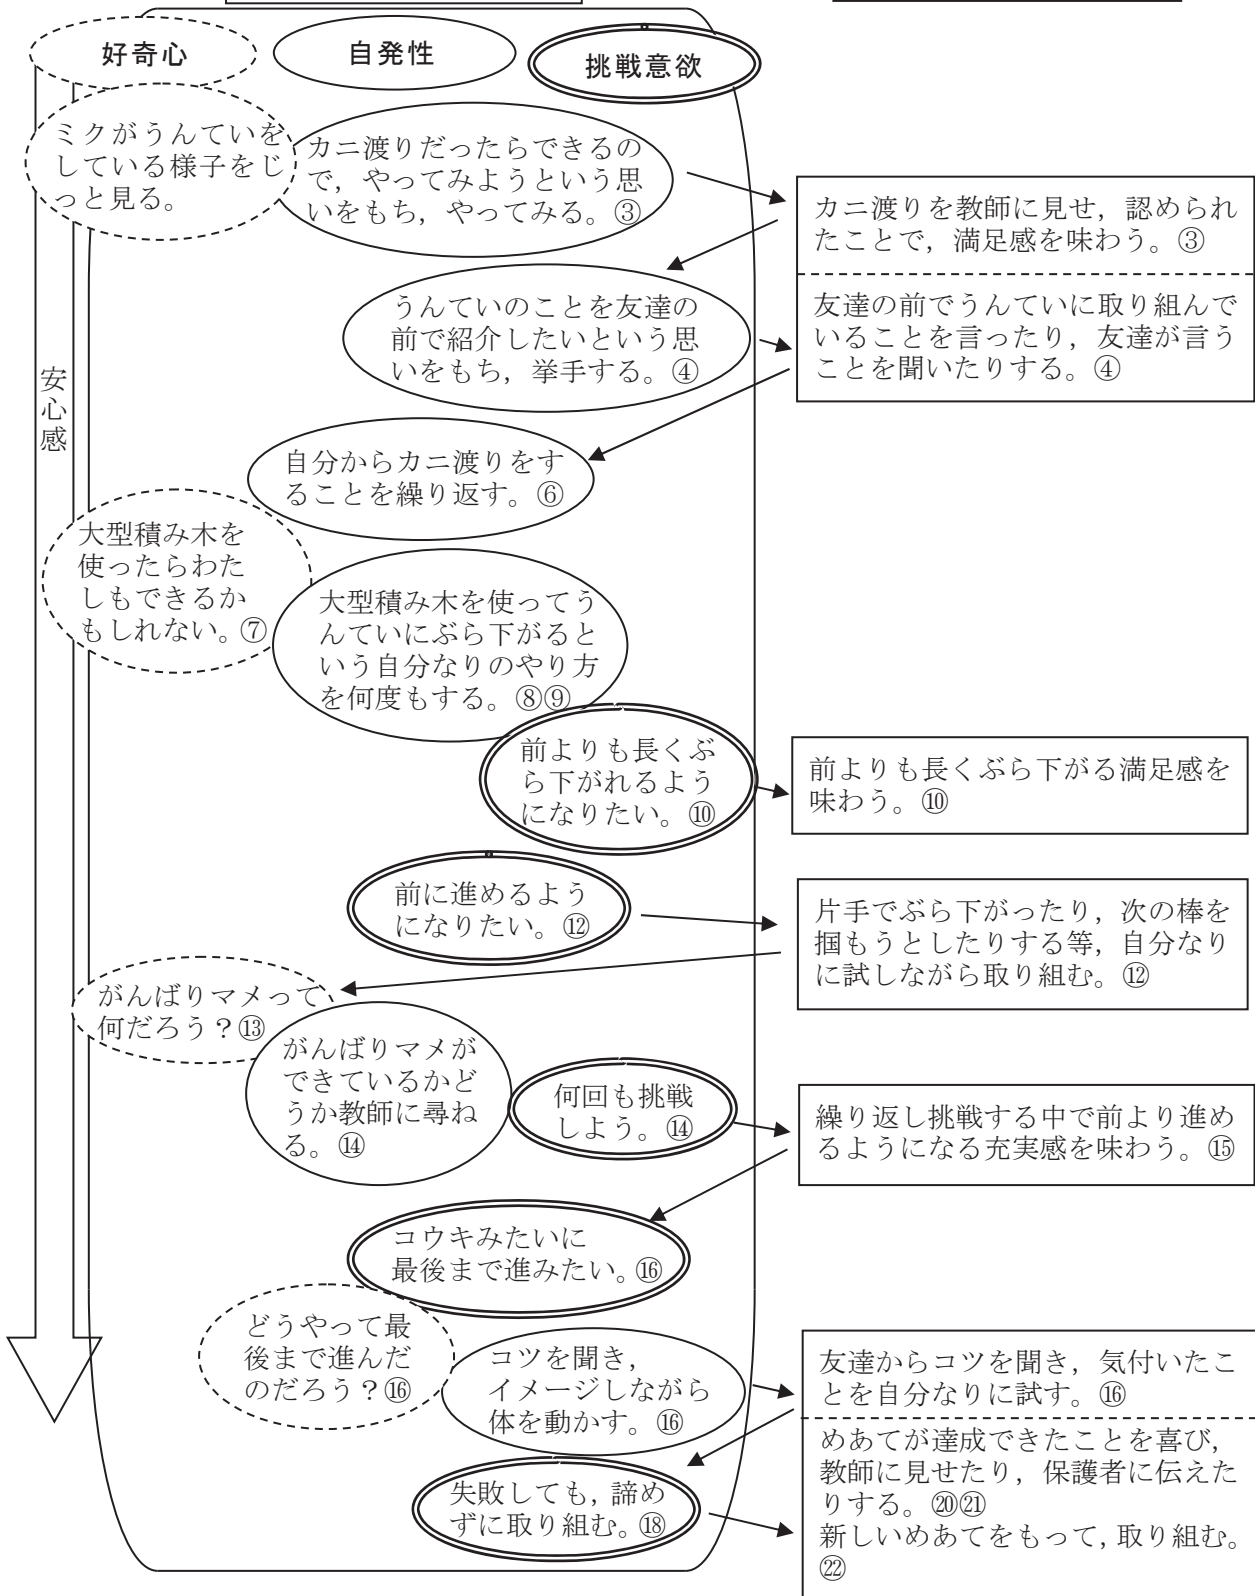 好奇心
自発性
挑戦意欲
安心感
ミクがうんていを
している様子をじ
っと見る。
カニ渡りだったらできるの
で，やってみようという思
いをもち，やってみる。③
カニ渡りを教師に見せ，認められ
たことで，満足感を味わう。③
うんていのことを友達の
前で紹介したいという思
いをもち，挙手する。④
友達の前でうんていに取り組んで
いることを言ったり，友達が言う
ことを聞いたりする。④
自分からカニ渡りをす
ることを繰り返す。⑥
大型積み木を
使ったらわた
しもできるか
もしれない。⑦
大型積み木を使ってう
んていにぶら下がると
いう自分なりのやり方
を何度もする。⑧⑨
前よりも長くぶ
ら下がれるよう
になりたい。⑩
前よりも長くぶら下がる満足感を
味わう。⑩
前に進めるよう
になりたい。⑫
片手でぶら下がったり，次の棒を
掴もうとしたりする等，自分なり
に試しながら取り組む。⑫
がんばりマメって
何だろう？⑬
がんばりマメが
できているかど
うか教師に尋ね
る。⑭
何回も挑戦
しよう。⑭
繰り返し挑戦する中で前より進め
るようになる充実感を味わう。⑮
コウキみたいに
最後まで進みたい。⑯
どうやって最
後まで進んだ
のだろう？⑯
コツを聞き，
イメージしながら
体を動かす。⑯
友達からコツを聞き，気付いたこ
とを自分なりに試す。⑯
失敗しても，諦め
ずに取り組む。⑱
めあてが達成できたことを喜び，
教師に見せたり，保護者に伝えた
りする。⑳㉑
新しいめあてをもって，取り組む。
㉒